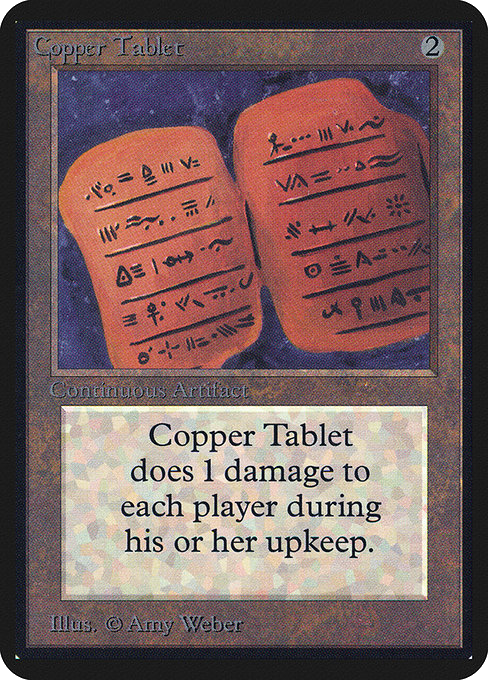 Copper Tablet 2
Continuous Artifact
Copper Tablet
does 1 damage to
each player during
his or her upkeep.
Illus. © Amy Weber